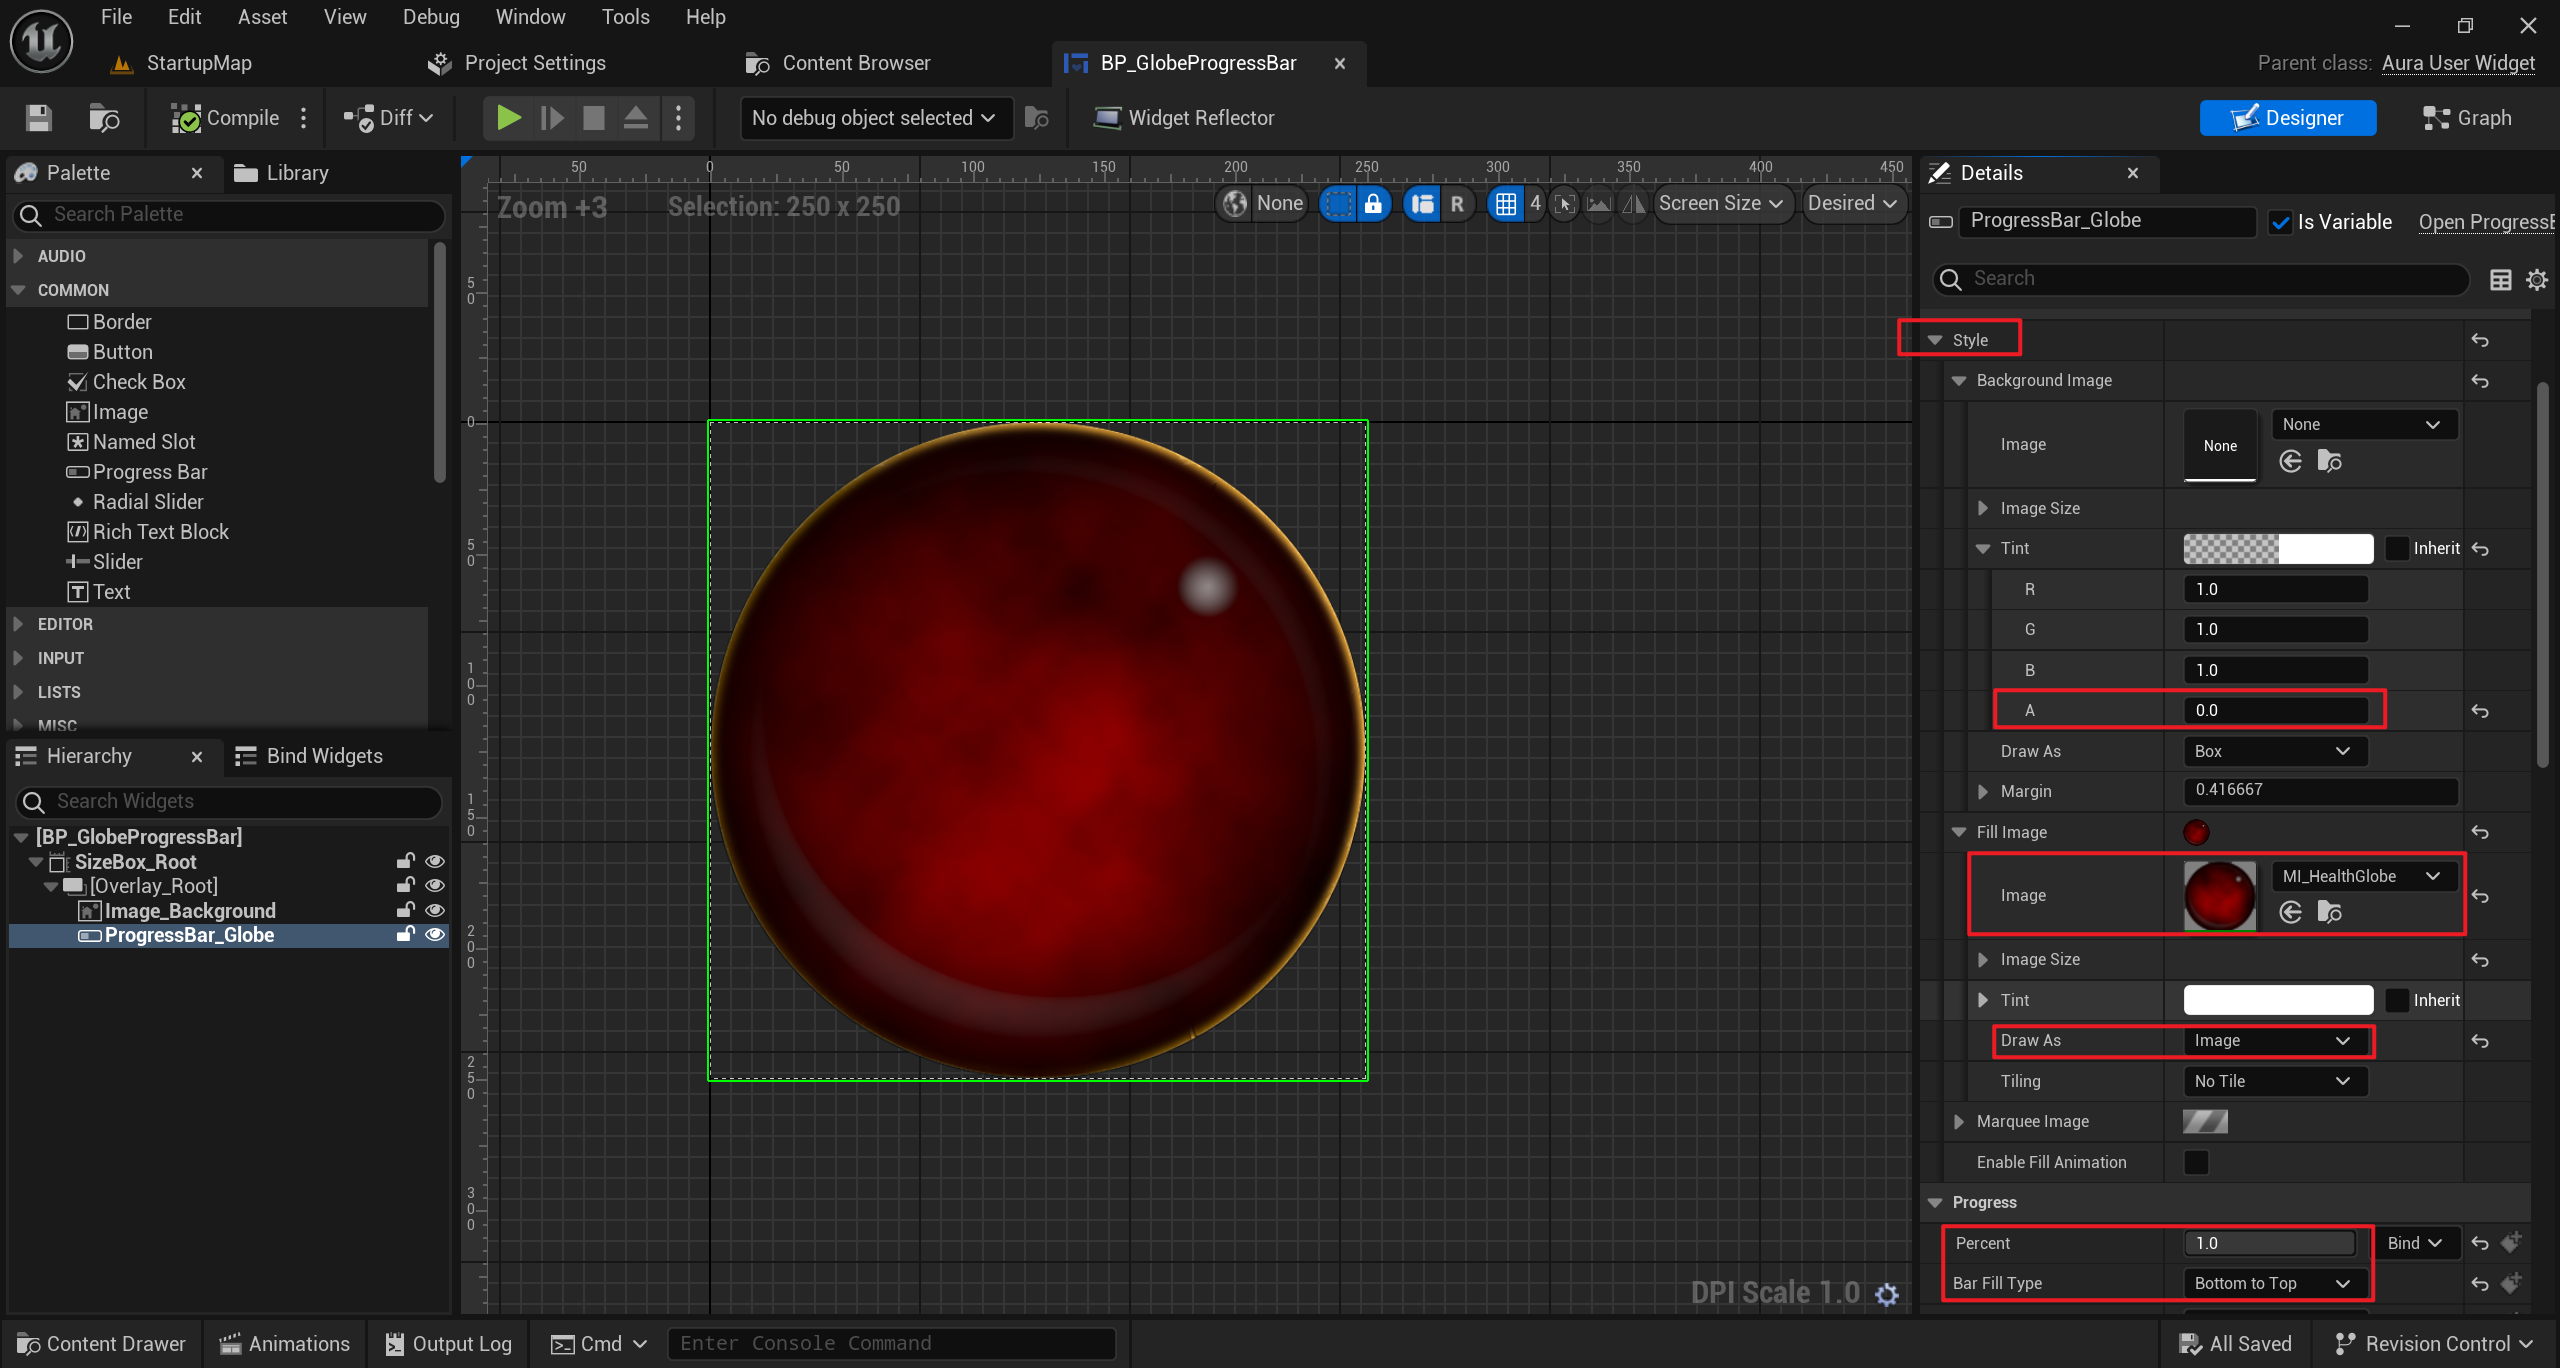 File Edit Asset View Debug Window Tools Help
StartupMap Project Settings Content Browser BP_GlobeProgressBar Parent class: Aura User Widget
Compile Diff No debug object selected Widget Reflector Designer Graph
Palette Library
Search Palette
AUDIO
COMMON
Border
Button
Check Box
Image
Named Slot
Progress Bar
Radial Slider
Rich Text Block
Slider
Text
EDITOR
INPUT
LISTS
MISC
Hierarchy Bind Widgets
Search Widgets
[BP_GlobeProgressBar]
SizeBox_Root
[Overlay_Root]
Image_Background
ProgressBar_Globe
50 0 50 100 150 200 250 300 350 400 450
Zoom +3 Selection: 250 x 250 None R 4 Screen Size Desired
50
0
50
100
150
200
250
300
DPI Scale 1.0
Details
ProgressBar_Globe Is Variable Open ProgressB
Search
Style
Background Image
Image None None
Image Size
Tint Inherit
R 1.0
G 1.0
B 1.0
A 0.0
Draw As Box
Margin 0.416667
Fill Image
Image MI_HealthGlobe
Image Size
Tint Inherit
Draw As Image
Tiling No Tile
Marquee Image
Enable Fill Animation
Progress
Percent 1.0 Bind
Bar Fill Type Bottom to Top
Content Drawer Animations Output Log Cmd Enter Console Command All Saved Revision Control